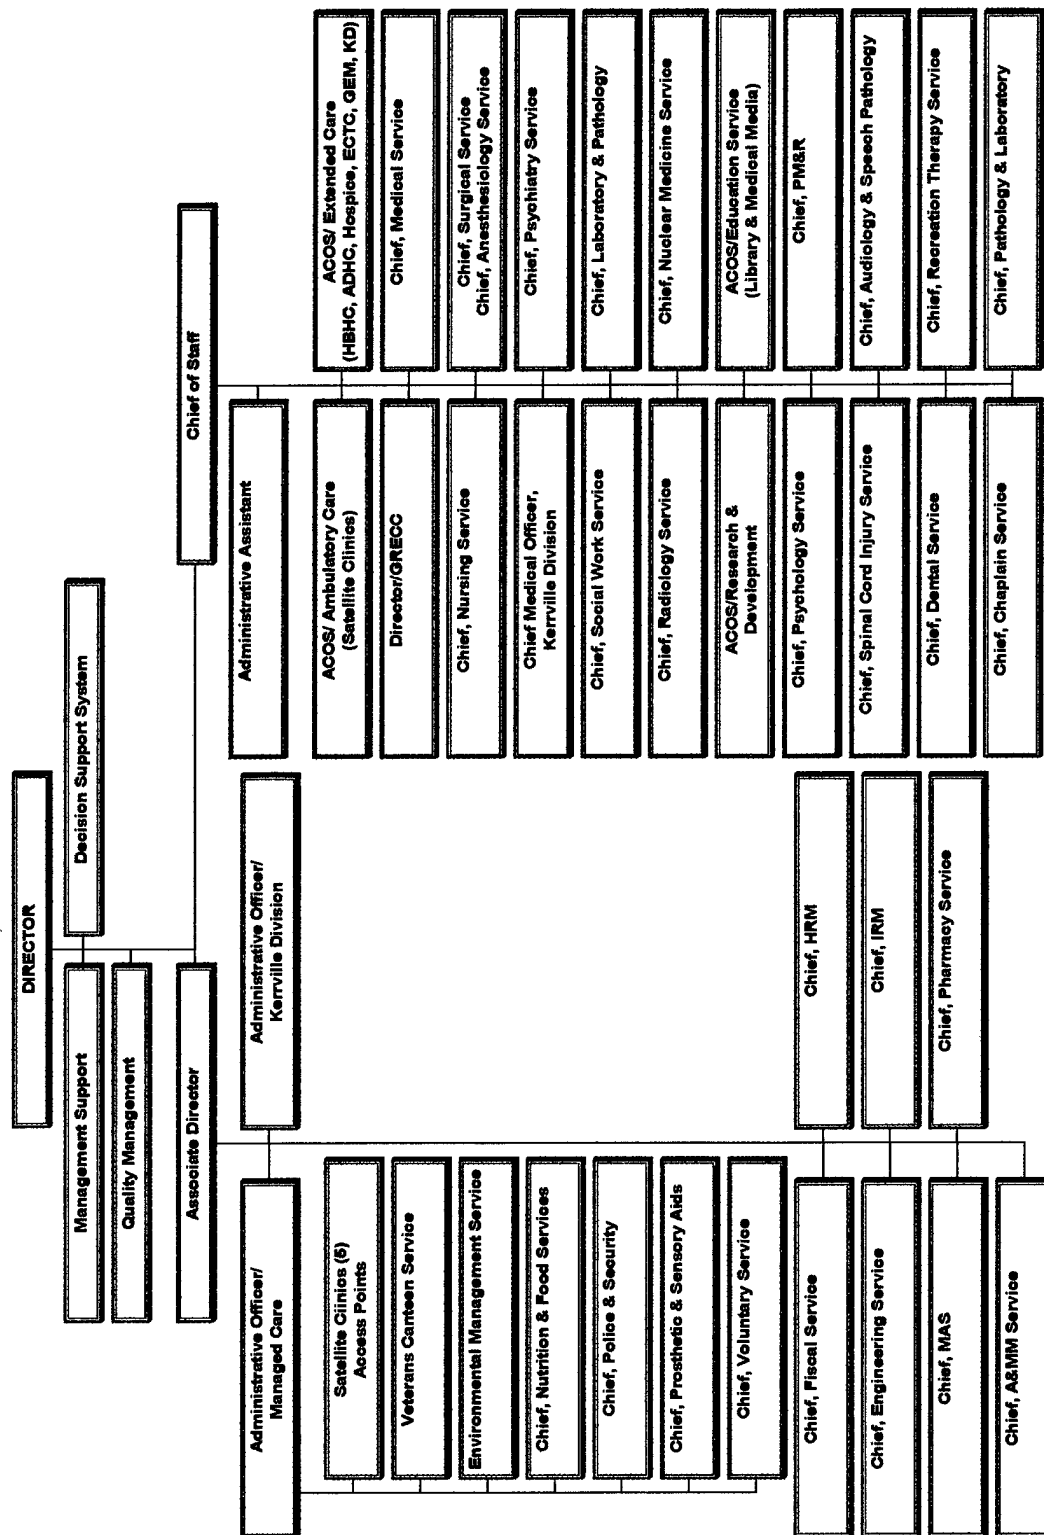 DIRECTOR
Management Support
Decision Support System
Quality Management
Associate Director
Chief of Staff
Administrative Officer/
Managed Care
Administrative Officer/
Kerrville Division
Satellite Clinics (5)
Access Points
Veterans Canteen Service
Environmental Management Service
Chief, Nutrition & Food Services
Chief, Police & Security
Chief, Prosthetic & Sensory Aids
Chief, Voluntary Service
Chief, Fiscal Service
Chief, HRM
Chief, Engineering Service
Chief, IRM
Chief, MAS
Chief, Pharmacy Service
Chief, A&MM Service
Administrative Assistant
ACOS/ Ambulatory Care
(Satellite Clinics)
ACOS/ Extended Care
(HBHC, ADHC, Hospice, ECTC, GEM, KD)
Director/GRECC
Chief, Medical Service
Chief, Nursing Service
Chief, Surgical Service
Chief, Anesthesiology Service
Chief Medical Officer,
Kerrville Division
Chief, Psychiatry Service
Chief, Social Work Service
Chief, Laboratory & Pathology
Chief, Radiology Service
Chief, Nuclear Medicine Service
ACOS/Research &
Development
ACOS/Education Service
(Library & Medical Media)
Chief, Psychology Service
Chief, PM&R
Chief, Spinal Cord Injury Service
Chief, Audiology & Speech Pathology
Chief, Dental Service
Chief, Recreation Therapy Service
Chief, Chaplain Service
Chief, Pathology & Laboratory